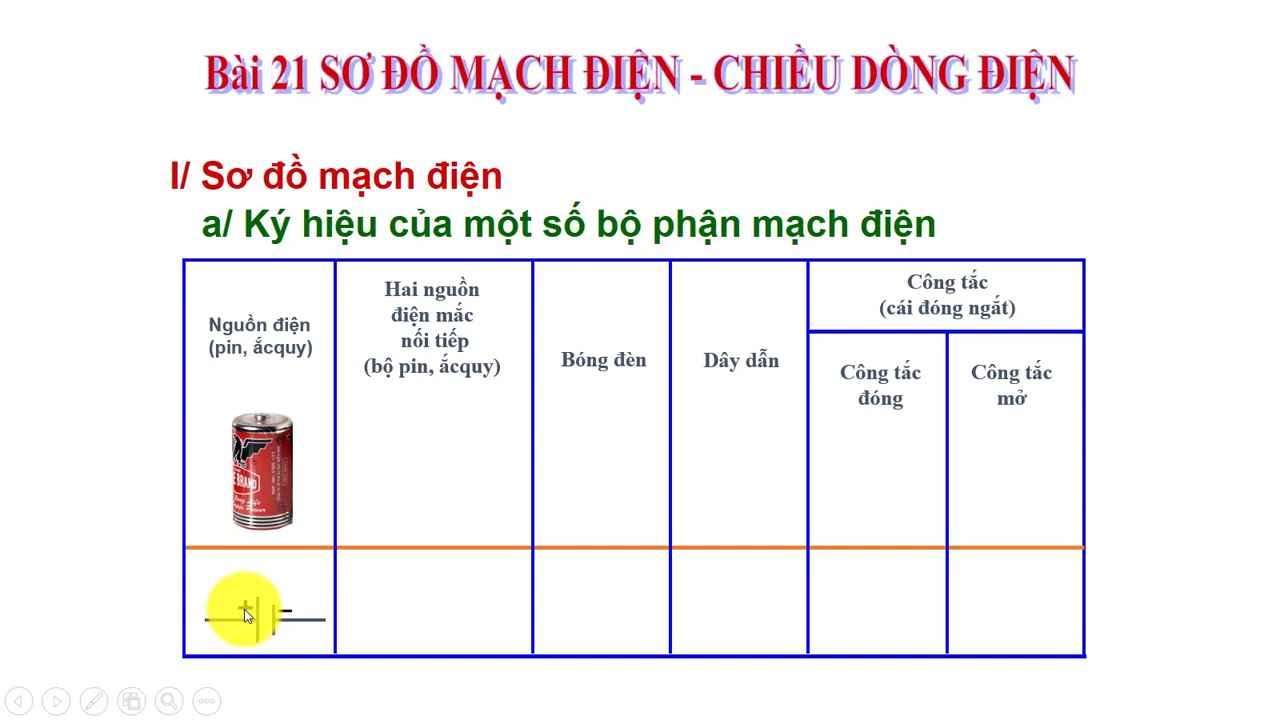 Bài 21 SƠ ĐỒ MẠCH ĐIỆN - CHIỀU DÒNG ĐIỆN
I/ Sơ đồ mạch điện
a/ Ký hiệu của một số bộ phận mạch điện
Nguồn điện
(pin, ắcquy)
Hai nguồn
điện mắc
nối tiếp
(bộ pin, ắcquy)
Bóng đèn
Dây dẫn
Công tắc
(cái đóng ngắt)
Công tắc
đóng
Công tắc
mở
BRAND
+ −